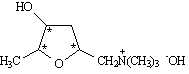 HO
* *
* CH₂N(CH₃)₃ ⁻OH
+
H₃C O